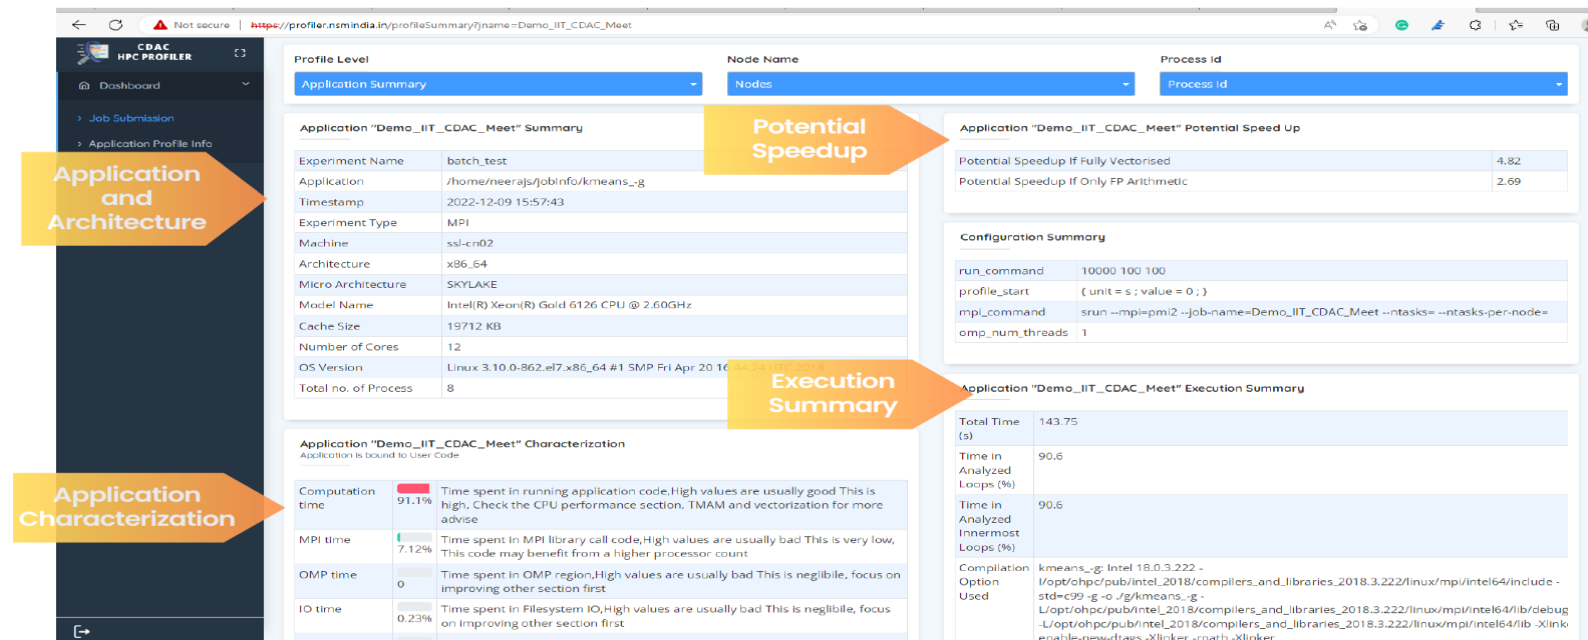 Not secure | https://profiler.nsmindia.in/profileSummary?jname=Demo_IIT_CDAC_Meet
CDAC
HPC PROFILER
Dashboard
Job Submission
Application Profile Info
Application
and
Architecture
Application
Characterization
Profile Level
Application Summary
Node Name
Nodes
Process Id
Process Id
Application "Demo_IIT_CDAC_Meet" Summary
Experiment Name batch_test
Application /home/neerajs/jobinfo/kmeans_-g
Timestamp 2022-12-09 15:57:43
Experiment Type MPI
Machine ssl-cn02
Architecture x86_64
Micro Architecture SKYLAKE
Model Name Intel(R) Xeon(R) Gold 6126 CPU @ 2.60GHz
Cache Size 19712 KB
Number of Cores 12
OS Version Linux 3.10.0-862.el7.x86_64 #1 SMP Fri Apr 20 16:44:24 UTC 2018
Total no. of Process 8
Potential
Speedup
Application "Demo_IIT_CDAC_Meet" Potential Speed Up
Potential Speedup If Fully Vectorised 4.82
Potential Speedup If Only FP Arithmetic 2.69
Configuration Summary
run_command 10000 100 100
profile_start { unit = s ; value = 0 ; }
mpi_command srun --mpi=pmi2 --job-name=Demo_IIT_CDAC_Meet --ntasks= --ntasks-per-node=
omp_num_threads 1
Execution
Summary
Application "Demo_IIT_CDAC_Meet" Execution Summary
Total Time
(s)
143.75
Time in
Analyzed
Loops (%)
90.6
Time in
Analyzed
Innermost
Loops (%)
90.6
Compilation
Option
Used
kmeans_-g: Intel 18.0.3.222 -
I/opt/ohpc/pub/intel_2018/compilers_and_libraries_2018.3.222/linux/mpi/intel64/include -
std=c99 -g -o ./g/kmeans_-g -
L/opt/ohpc/pub/intel_2018/compilers_and_libraries_2018.3.222/linux/mpi/intel64/lib/debug
-L/opt/ohpc/pub/intel_2018/compilers_and_libraries_2018.3.222/linux/mpi/intel64/lib -Xlink
enable-new-dtags -Xlinker -rpath -Xlinker
Application "Demo_IIT_CDAC_Meet" Characterization
Application is bound to User Code
Computation
time
91.1%
Time spent in running application code,High values are usually good This is
high, Check the CPU performance section, TMAM and vectorization for more
advise
MPI time
7.12%
Time spent in MPI library call code,High values are usually bad This is very low,
This code may benefit from a higher processor count
OMP time
0
Time spent in OMP region,High values are usually bad This is neglibile, focus on
improving other section first
IO time
0.23%
Time spent in Filesystem IO,High values are usually bad This is neglibile, focus
on improving other section first